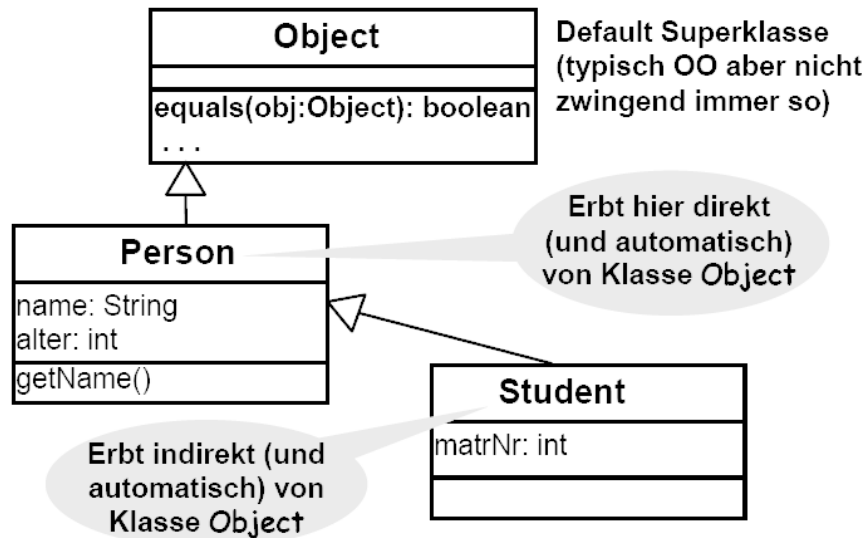 Object
equals(obj:Object): boolean
. . .
Default Superklasse
(typisch OO aber nicht
zwingend immer so)
Person
name: String
alter: int
getName()
Erbt hier direkt
(und automatisch)
von Klasse Object
Student
matrNr: int
Erbt indirekt (und
automatisch) von
Klasse Object